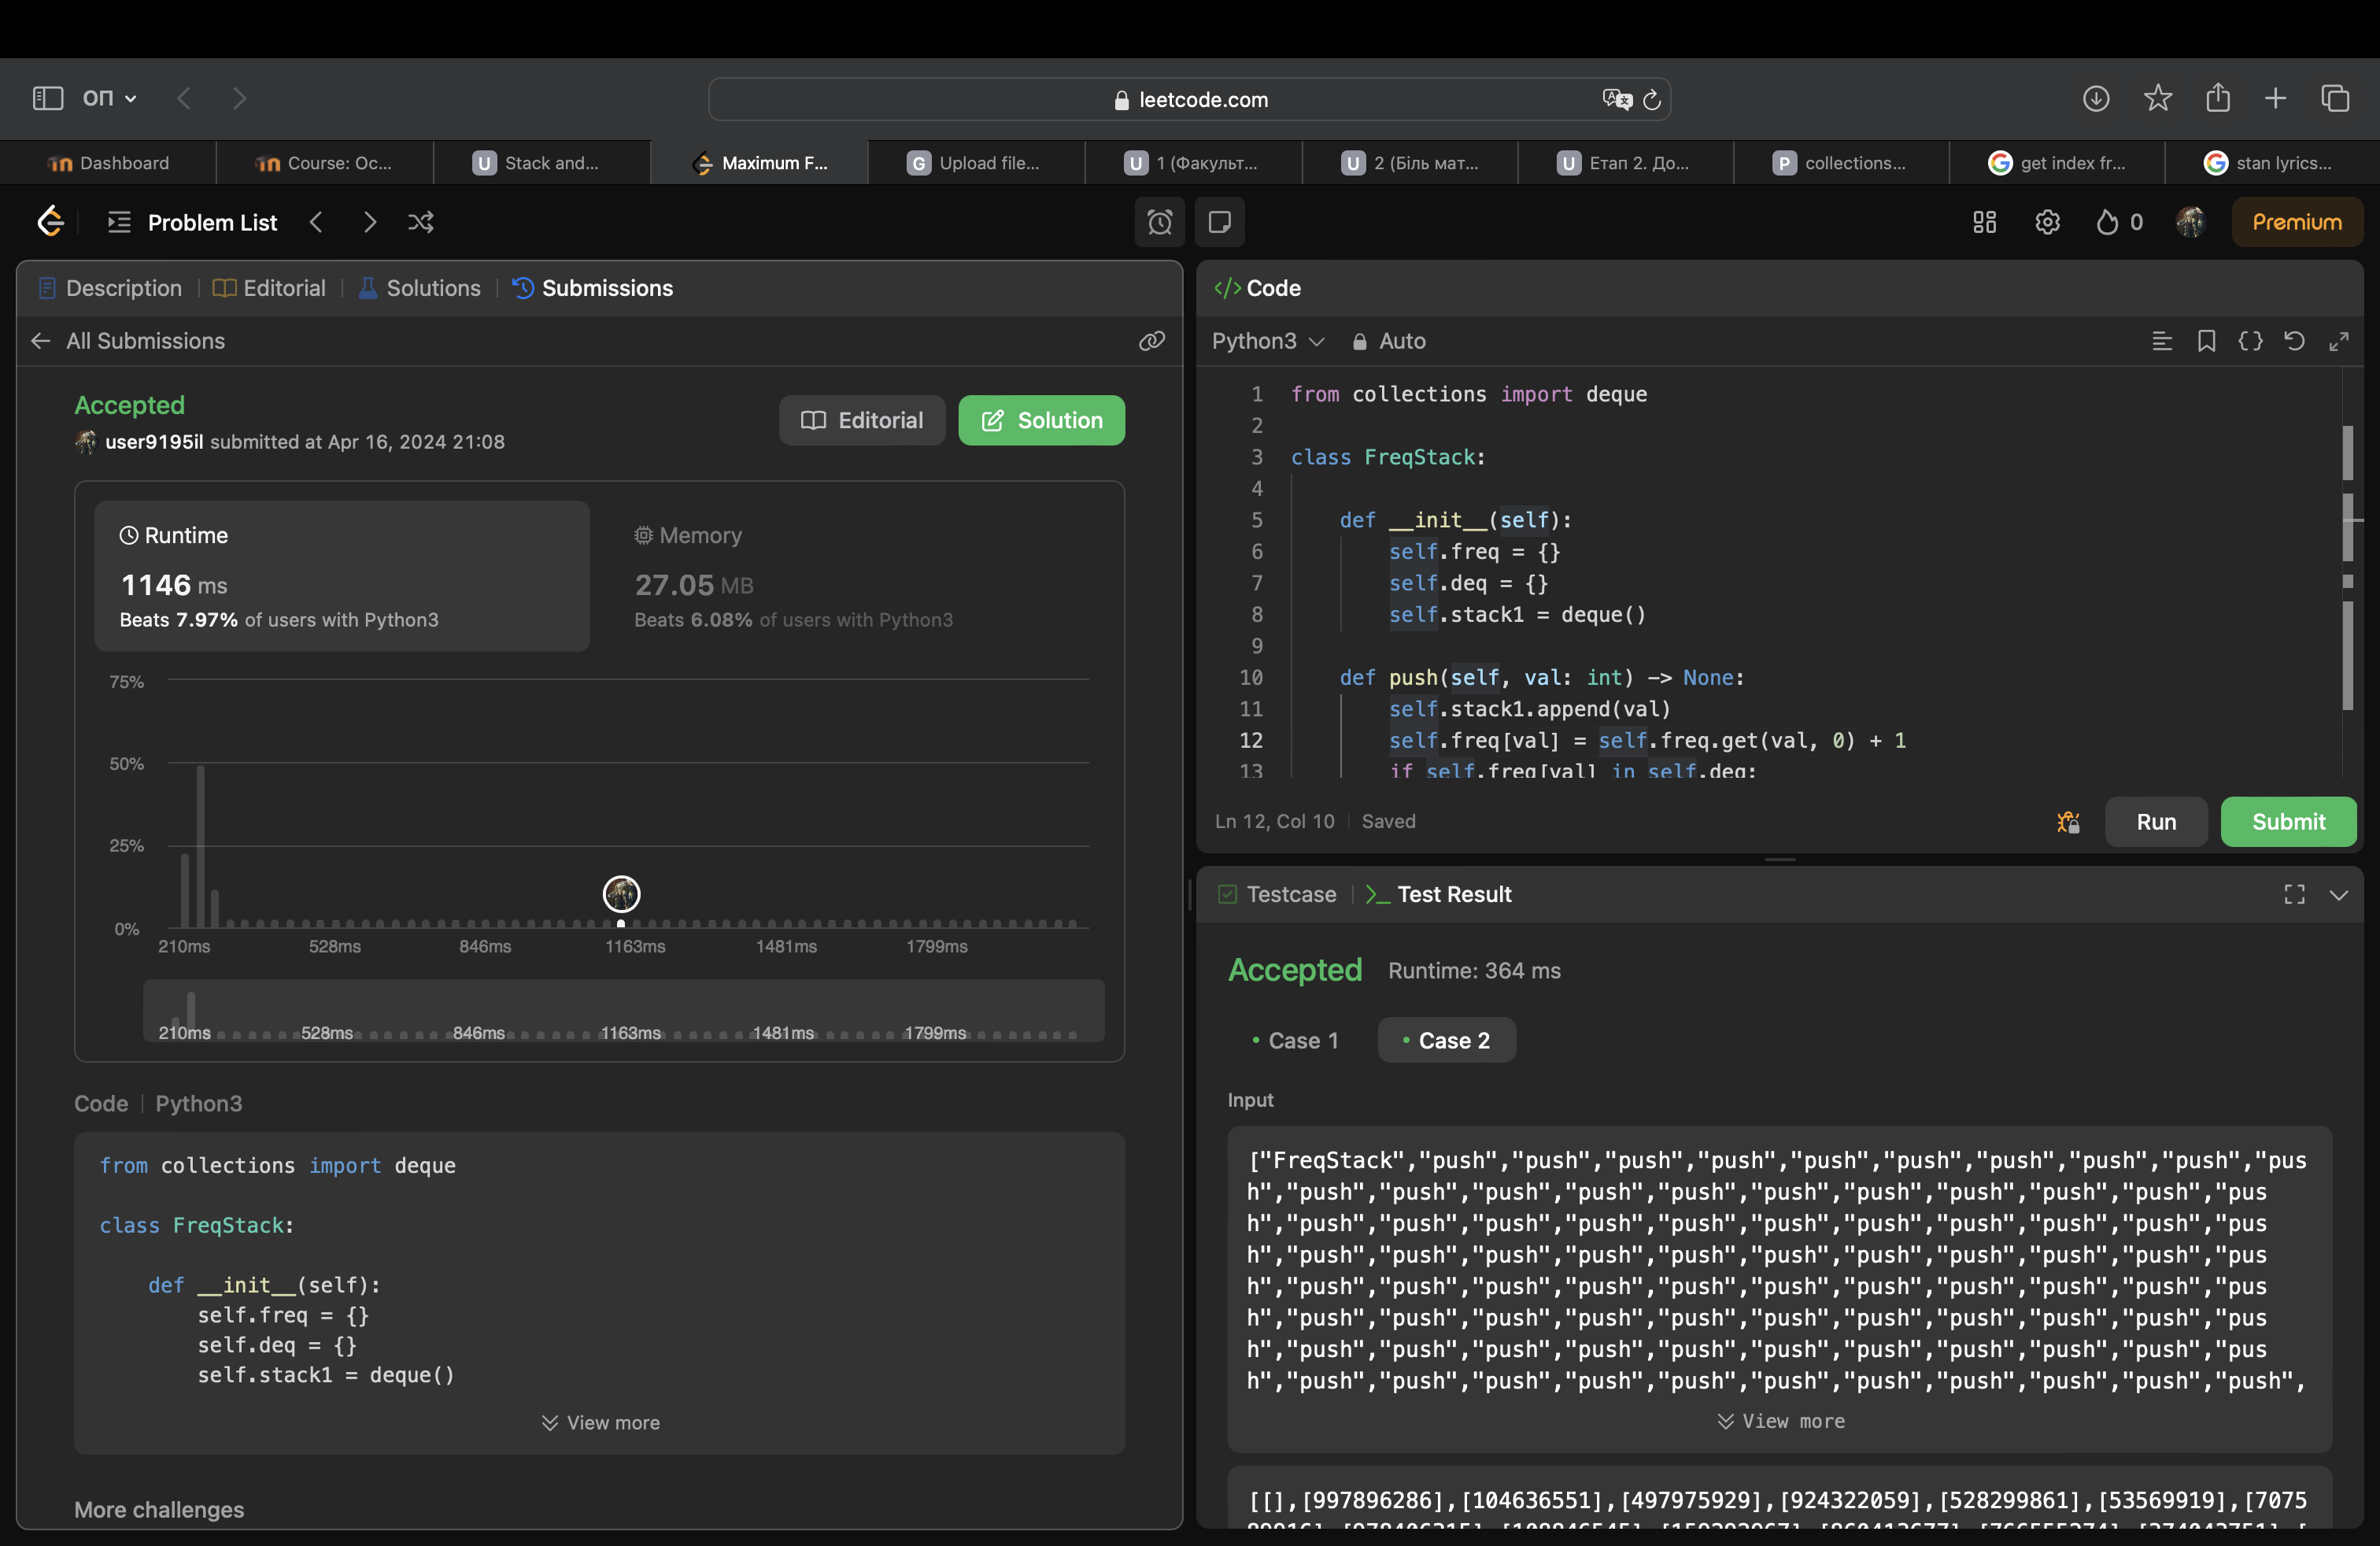 ОП
leetcode.com
Dashboard
Course: Ос...
U Stack and...
Maximum F...
G Upload file...
U 1 (Факульт...
U 2 (Біль мат...
U Етап 2. До...
P collections...
G get index fr...
G stan lyrics...
Problem List
0
Premium
Description
Editorial
Solutions
Submissions
All Submissions
Accepted
user9195il submitted at Apr 16, 2024 21:08
Editorial
Solution
Runtime
1146 ms
Beats 7.97% of users with Python3
Memory
27.05 MB
Beats 6.08% of users with Python3
75%
50%
25%
0%
210ms 528ms 846ms 1163ms 1481ms 1799ms
210ms 528ms 846ms 1163ms 1481ms 1799ms
Code | Python3
from collections import deque
class FreqStack:
def __init__(self):
self.freq = {}
self.deq = {}
self.stack1 = deque()
View more
More challenges
</> Code
Python3
Auto
1 from collections import deque
2
3 class FreqStack:
4
5 def __init__(self):
6 self.freq = {}
7 self.deq = {}
8 self.stack1 = deque()
9
10 def push(self, val: int) -> None:
11 self.stack1.append(val)
12 self.freq[val] = self.freq.get(val, 0) + 1
13 if self.freq[val] in self.deq:
Ln 12, Col 10 | Saved
Run
Submit
Testcase
Test Result
Accepted
Runtime: 364 ms
Case 1
Case 2
Input
["FreqStack","push","push","push","push","push","push","push","push","push","pus
h","push","push","push","push","push","push","push","push","push","push","pus
h","push","push","push","push","push","push","push","push","push","push","pus
h","push","push","push","push","push","push","push","push","push","push","pus
h","push","push","push","push","push","push","push","push","push","push","pus
h","push","push","push","push","push","push","push","push","push","push","pus
h","push","push","push","push","push","push","push","push","push","push","pus
h","push","push","push","push","push","push","push","push","push","push","push",
View more
[[],[997896286],[104636551],[497975929],[924322059],[528299861],[53569919],[7075